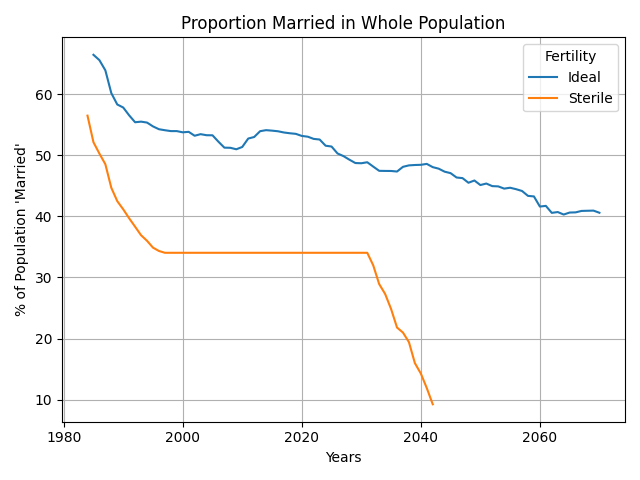 Proportion Married in Whole Population
Fertility
Ideal
Sterile
% of Population 'Married'
60
50
40
30
20
10
1980
2000
2020
2040
2060
Years